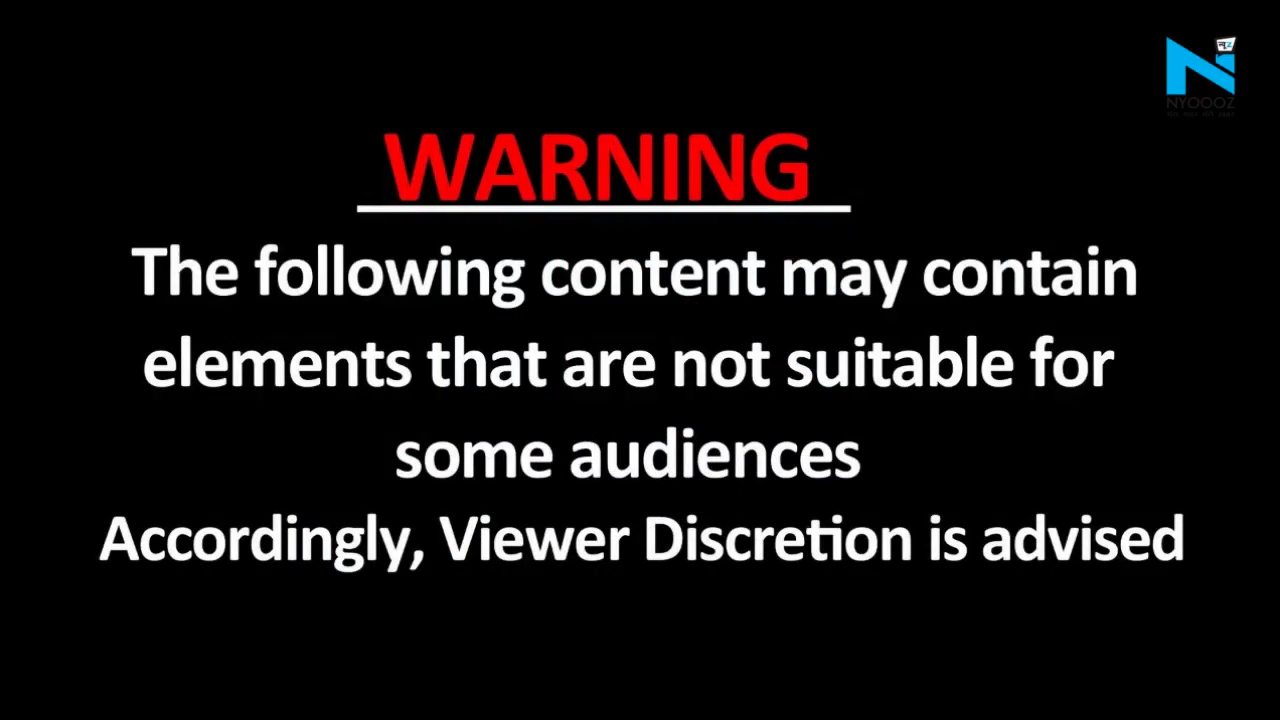 NYOOOZ
WARNING
The following content may contain
elements that are not suitable for
some audiences
Accordingly, Viewer Discretion is advised